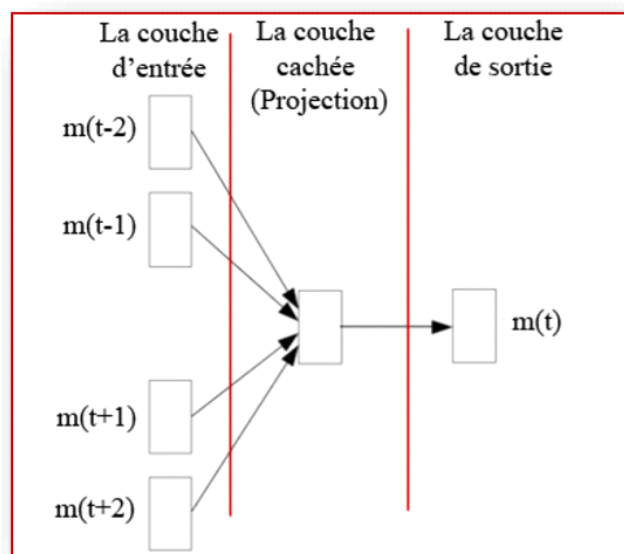 La couche
d'entrée
La couche
cachée
(Projection)
La couche
de sortie
m(t-2)
m(t-1)
m(t)
m(t+1)
m(t+2)